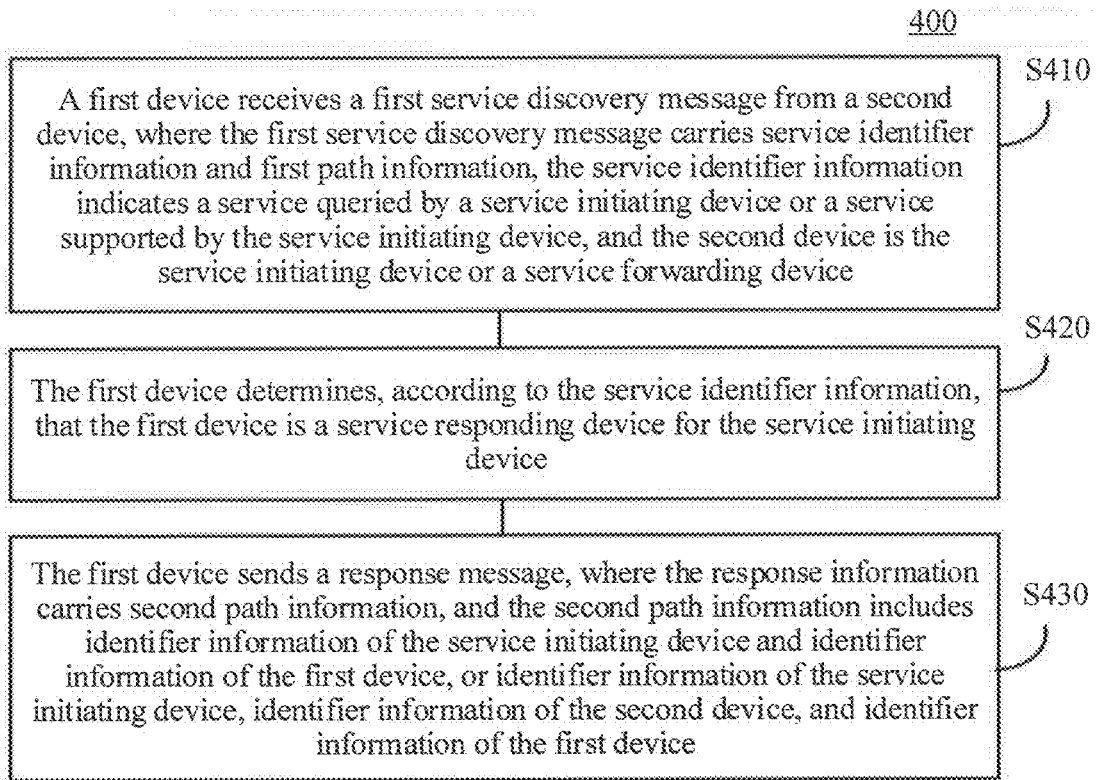 400
S410
A first device receives a first service discovery message from a second
device, where the first service discovery message carries service identifier
information and first path information, the service identifier information
indicates a service queried by a service initiating device or a service
supported by the service initiating device, and the second device is the
service initiating device or a service forwarding device
S420
The first device determines, according to the service identifier information,
that the first device is a service responding device for the service initiating
device
The first device sends a response message, where the response information
carries second path information, and the second path information includes
identifier information of the service initiating device and identifier
information of the first device, or identifier information of the service
initiating device, identifier information of the second device, and identifier
information of the first device
S430